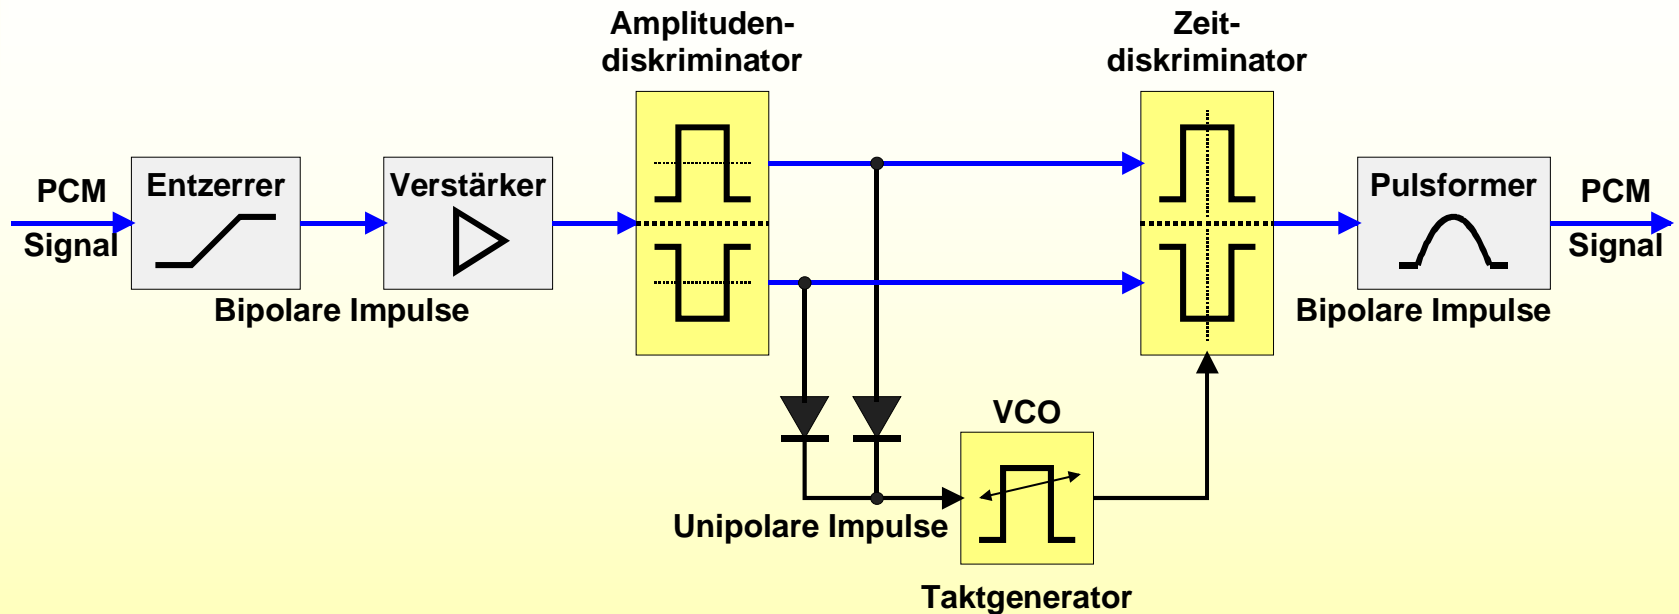 Amplituden-
diskriminator
Zeit-
diskriminator
PCM
Signal
Entzerrer
Verstärker
Pulsformer
PCM
Signal
Bipolare Impulse
Bipolare Impulse
VCO
Unipolare Impulse
Taktgenerator